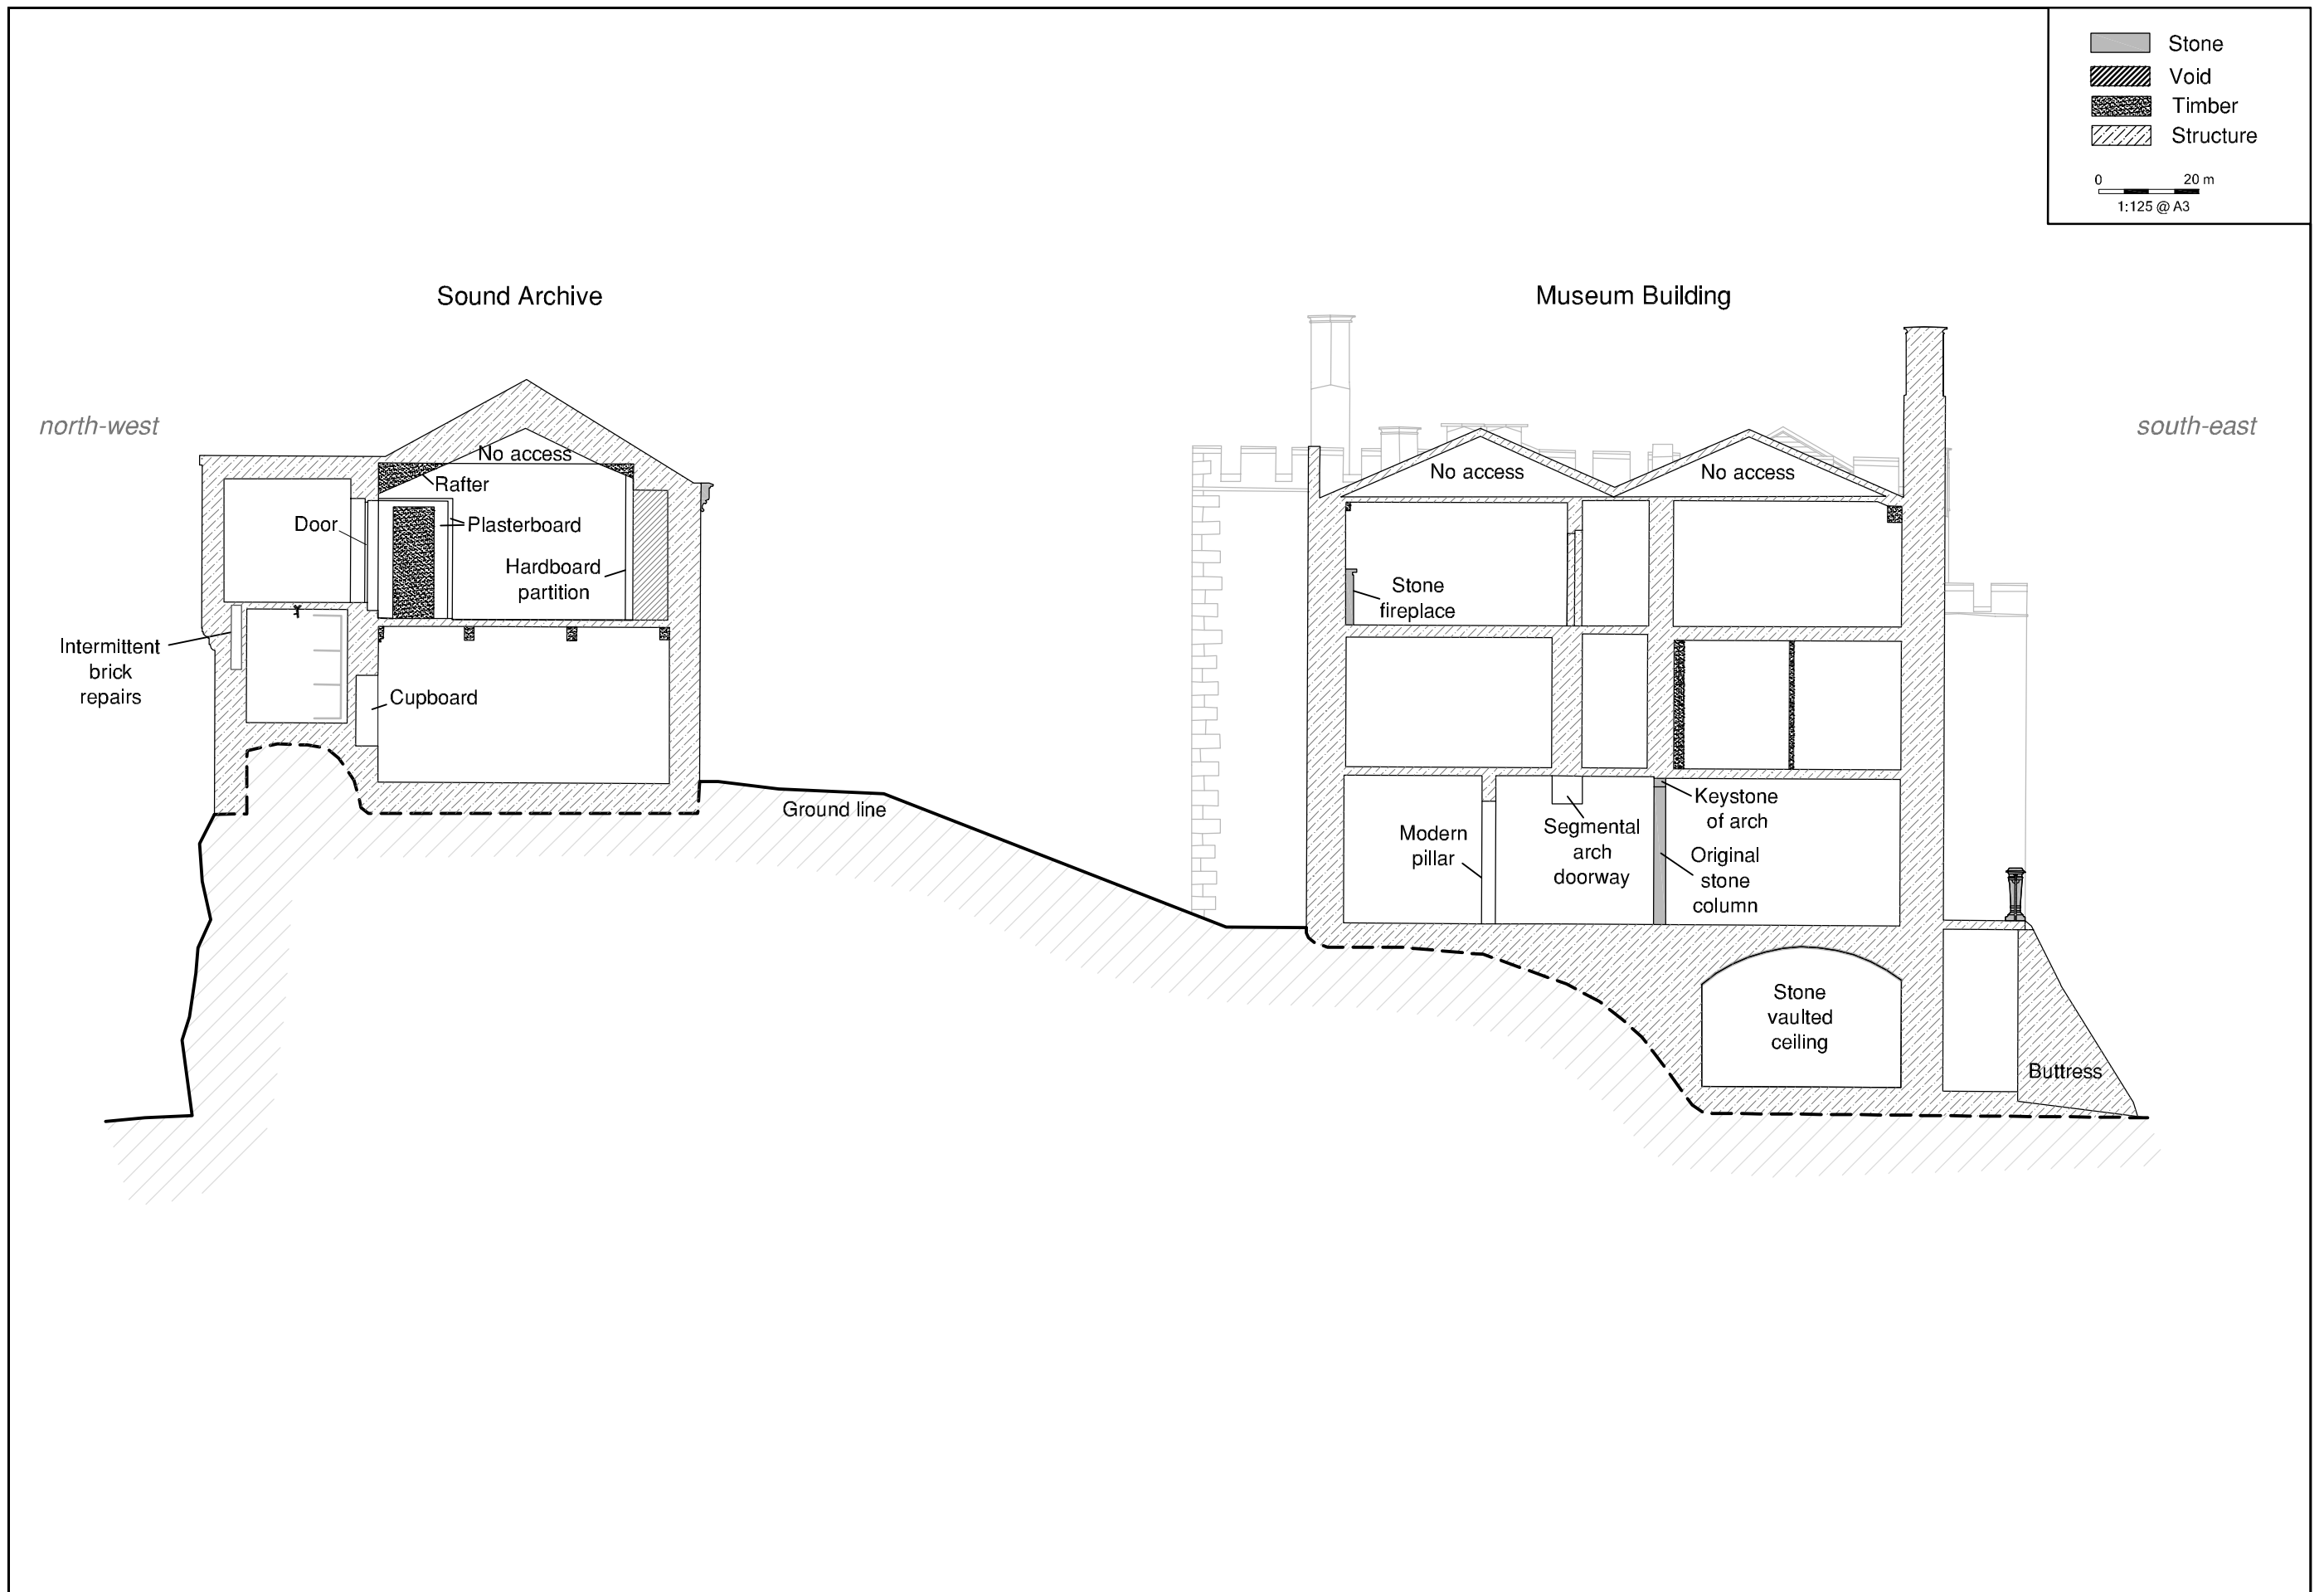 Stone
Void
Timber
Structure
0 20 m
1:125 @ A3
Sound Archive
Museum Building
north-west
south-east
No access
Rafter
Door
Plasterboard
Hardboard
partition
Intermittent
brick
repairs
Cupboard
Ground line
No access
No access
Stone
fireplace
Modern
pillar
Segmental
arch
doorway
Keystone
of arch
Original
stone
column
Stone
vaulted
ceiling
Buttress